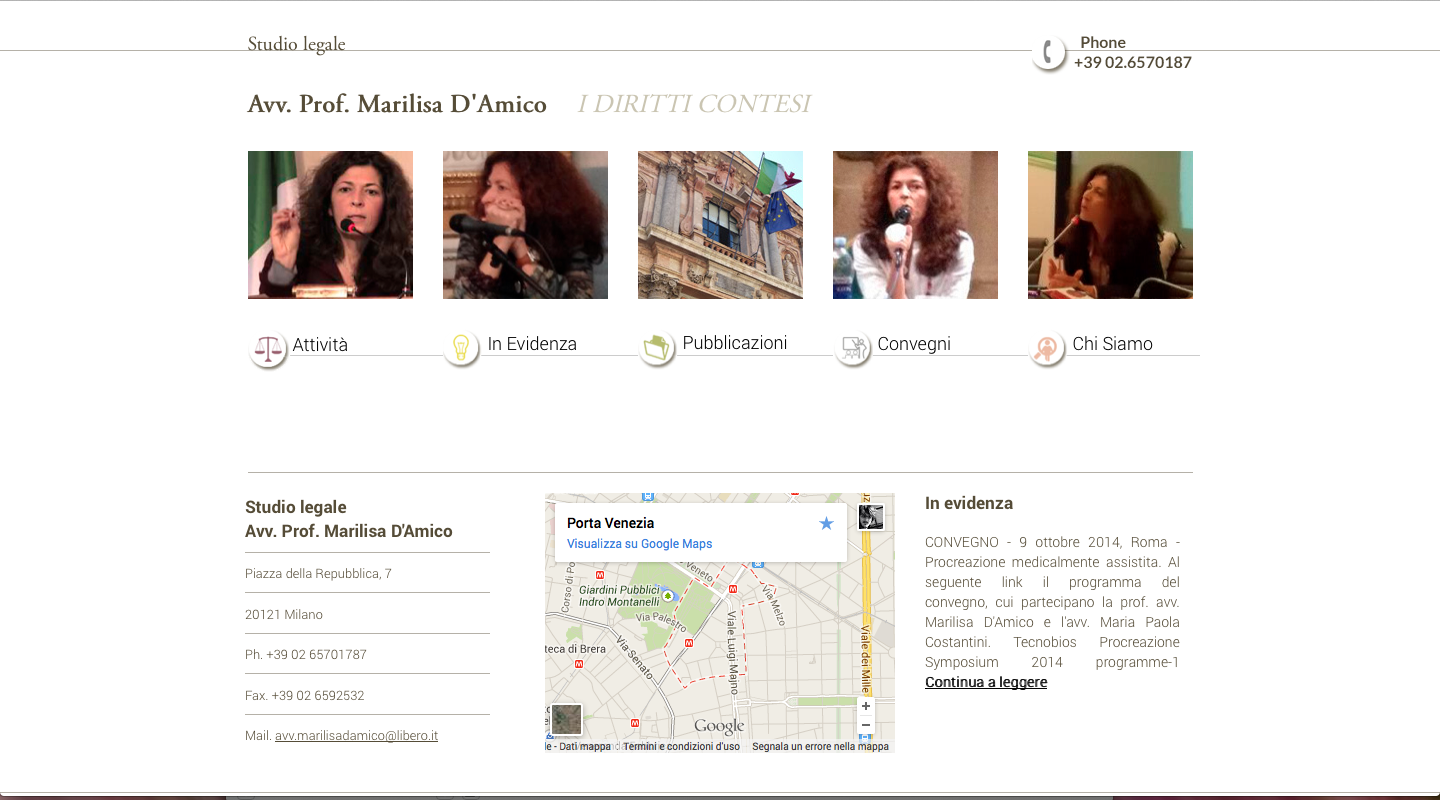 Studio legale
Phone
+39 02.6570187
Avv. Prof. Marilisa D'Amico
I DIRITTI CONTESI
Attività
In Evidenza
Pubblicazioni
Convegni
Chi Siamo
Studio legale
Avv. Prof. Marilisa D'Amico
Piazza della Repubblica, 7
20121 Milano
Ph. +39 02 65701787
Fax. +39 02 6592532
Mail. avv.marilisadamico@libero.it
Porta Venezia
Visualizza su Google Maps
Corso di Po
Veneto
Giardini Pubblici
Indro Montanelli
Via Palestro
Via Melzo
teca di Brera
Via Senato
Viale Luigi Majno
Viale dei Mille
Google
le - Dati mappa
Termini e condizioni d'uso
Segnala un errore nella mappa
In evidenza
CONVEGNO - 9 ottobre 2014, Roma -
Procreazione medicalmente assistita. Al
seguente link il programma del
convegno, cui partecipano la prof. avv.
Marilisa D'Amico e l'avv. Maria Paola
Costantini. Tecnobios Procreazione
Symposium 2014 programme-1
Continua a leggere